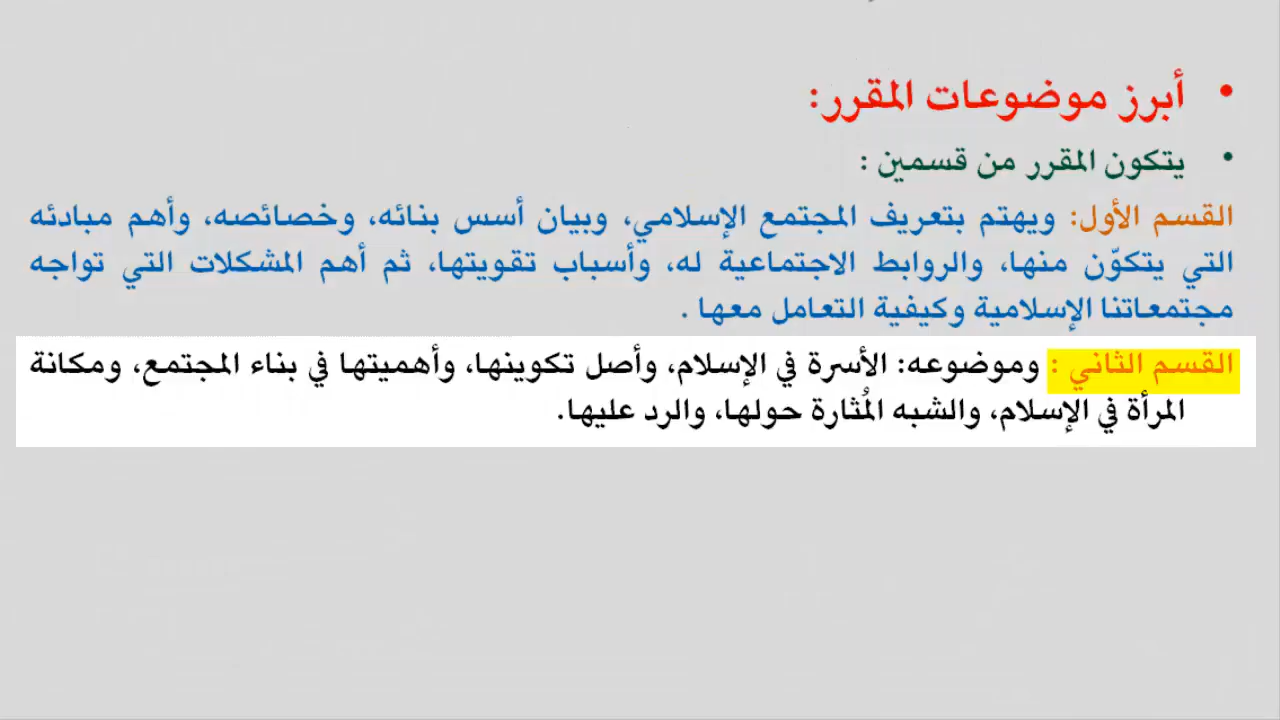 • أبرز موضوعات المقرر:
• يتكون المقرر من قسمين :
القسم الأول: ويهتم بتعريف المجتمع الإسلامي، وبيان أسس بنائه، وخصائصه، وأهم مبادئه
التي يتكوّن منها، والروابط الاجتماعية له، وأسباب تقويتها، ثم أهم المشكلات التي تواجه
مجتمعاتنا الإسلامية وكيفية التعامل معها .
القسم الثاني : وموضوعه: الأسرة في الإسلام، وأصل تكوينها، وأهميتها في بناء المجتمع، ومكانة
المرأة في الإسلام، والشبه المُثارة حولها، والرد عليها.